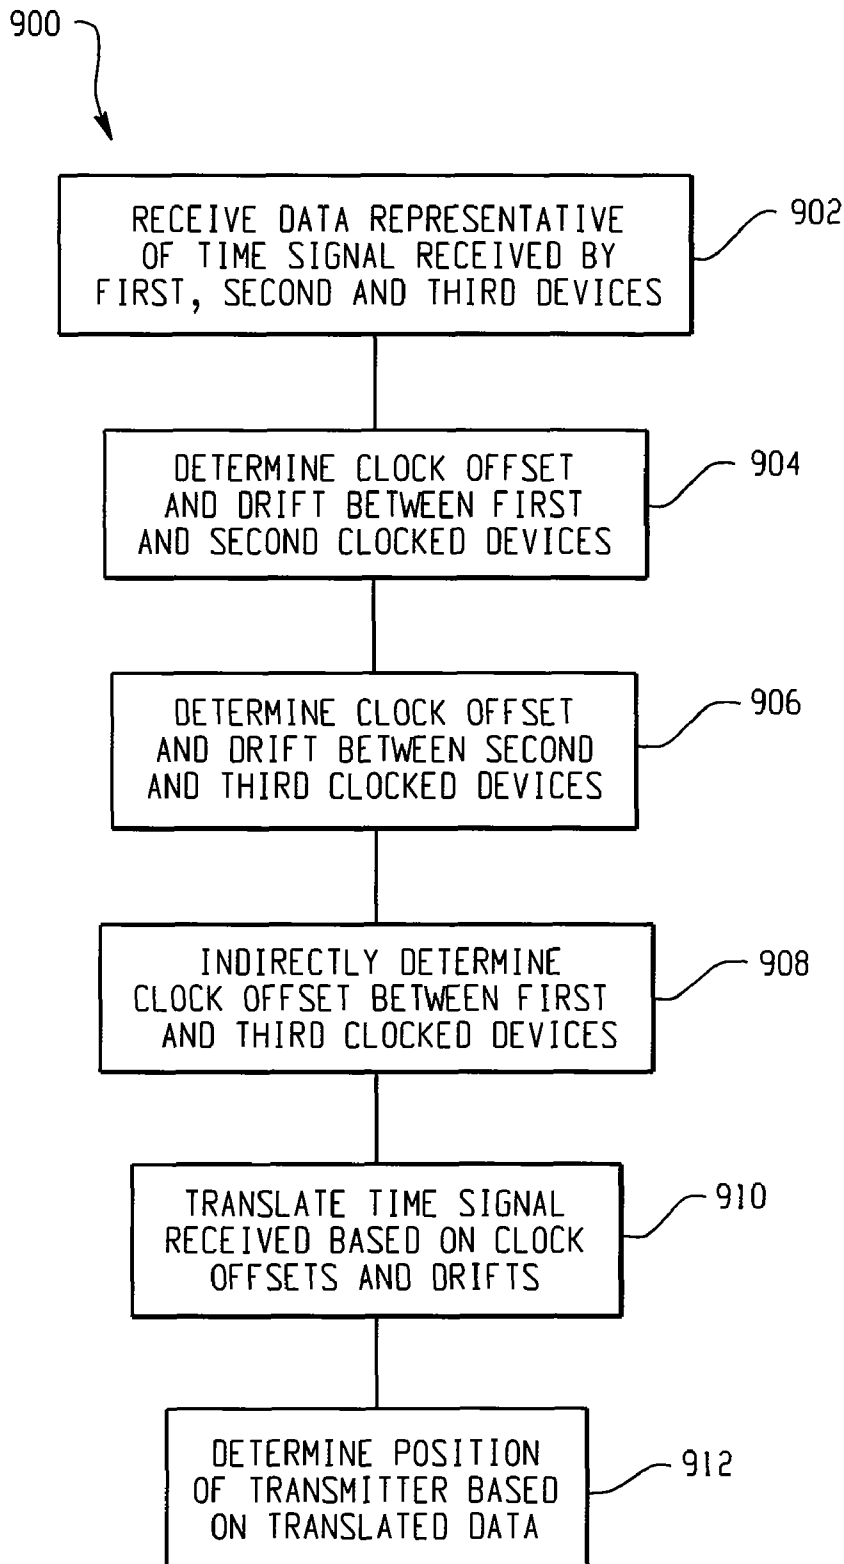 900
RECEIVE DATA REPRESENTATIVE
OF TIME SIGNAL RECEIVED BY
FIRST, SECOND AND THIRD DEVICES
902
DETERMINE CLOCK OFFSET
AND DRIFT BETWEEN FIRST
AND SECOND CLOCKED DEVICES
904
DETERMINE CLOCK OFFSET
AND DRIFT BETWEEN SECOND
AND THIRD CLOCKED DEVICES
906
INDIRECTLY DETERMINE
CLOCK OFFSET BETWEEN FIRST
AND THIRD CLOCKED DEVICES
908
TRANSLATE TIME SIGNAL
RECEIVED BASED ON CLOCK
OFFSETS AND DRIFTS
910
DETERMINE POSITION
OF TRANSMITTER BASED
ON TRANSLATED DATA
912